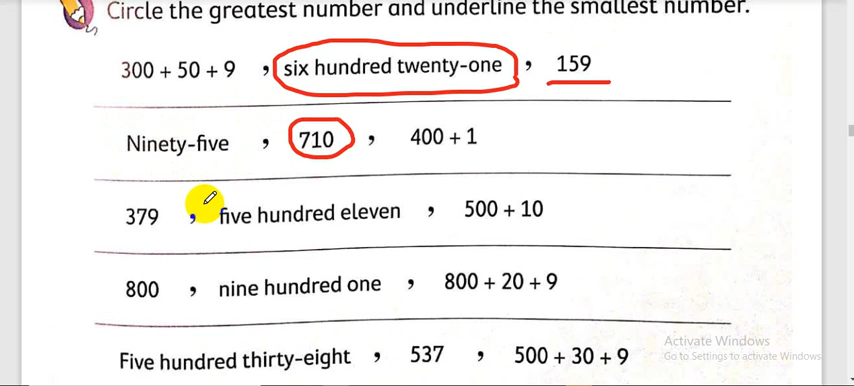 Circle the greatest number and underline the smallest number.
300 + 50 + 9 , six hundred twenty-one , 159
Ninety-five , 710 , 400 + 1
379 , five hundred eleven , 500 + 10
800 , nine hundred one , 800 + 20 + 9
Five hundred thirty-eight , 537 , 500 + 30 + 9
Activate Windows
Go to Settings to activate Windows.